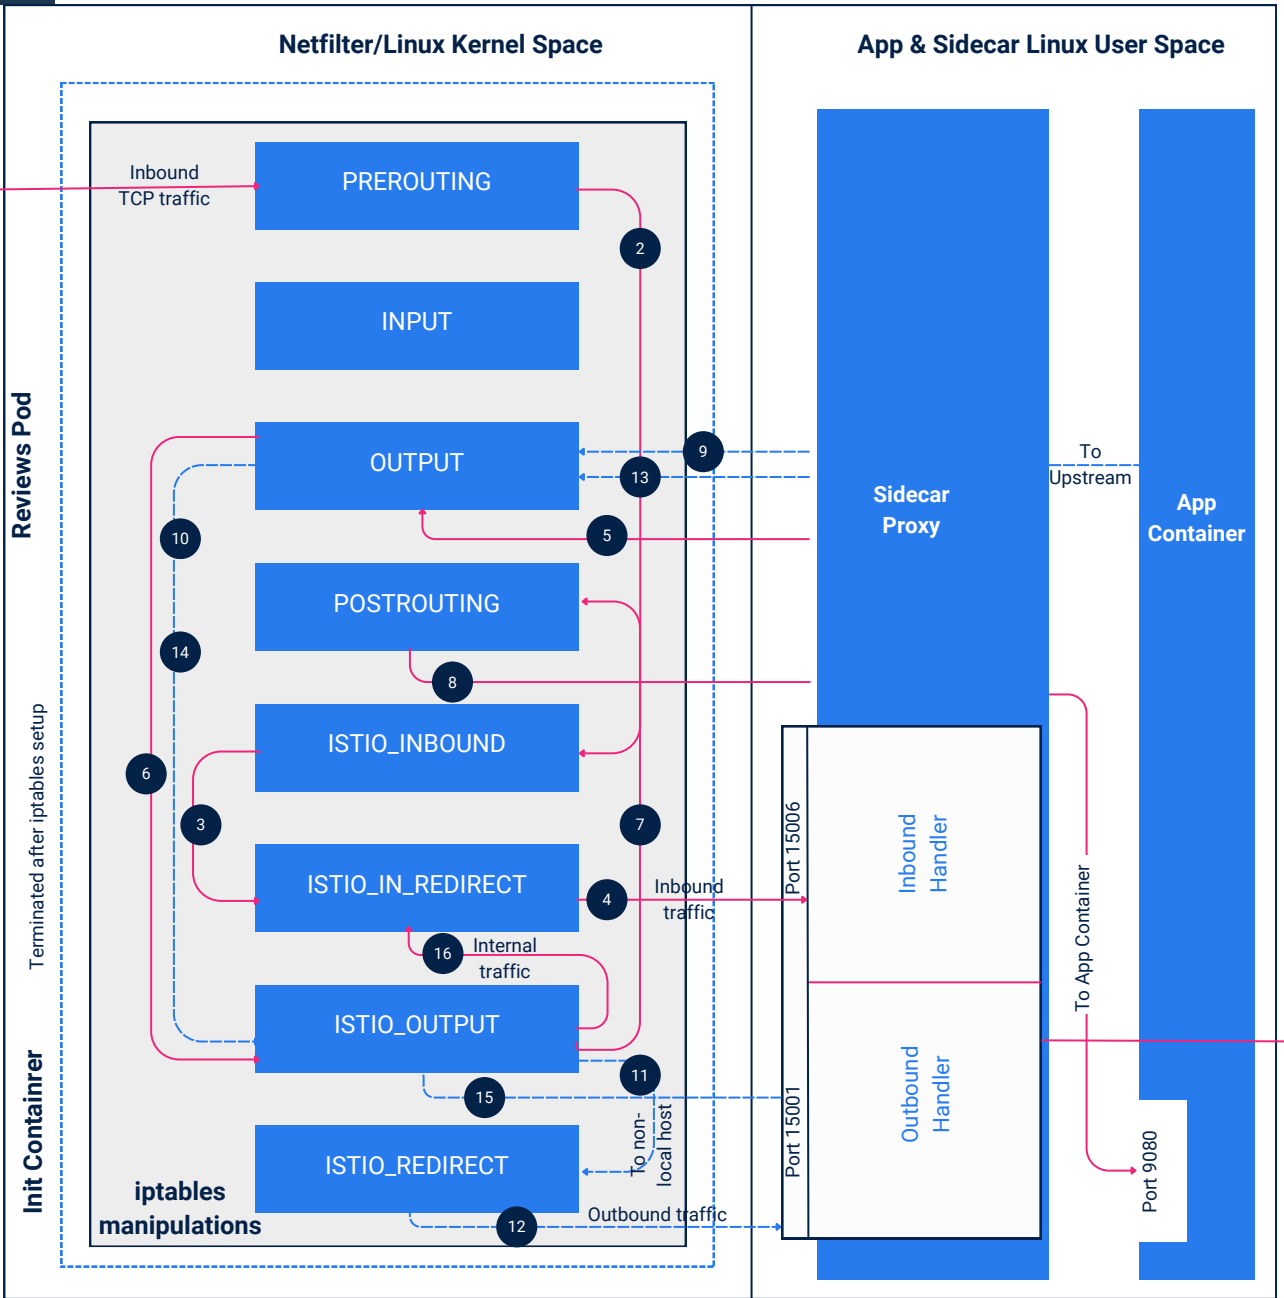 Netfilter/Linux Kernel Space
App & Sidecar Linux User Space
Inbound
TCP traffic
PREROUTING
2
INPUT
OUTPUT
9
13
5
10
To
Upstream
Sidecar
Proxy
App
Container
Reviews Pod
POSTROUTING
14
8
ISTIO_INBOUND
6
3
7
Terminated after iptables setup
ISTIO_IN_REDIRECT
4
Inbound
traffic
Port 15006
Inbound
Handler
To App Container
16
Internal
traffic
ISTIO_OUTPUT
11
15
To non-
local host
Port 15001
Outbound
Handler
Port 9080
Init Containrer
ISTIO_REDIRECT
iptables
manipulations
12
Outbound traffic